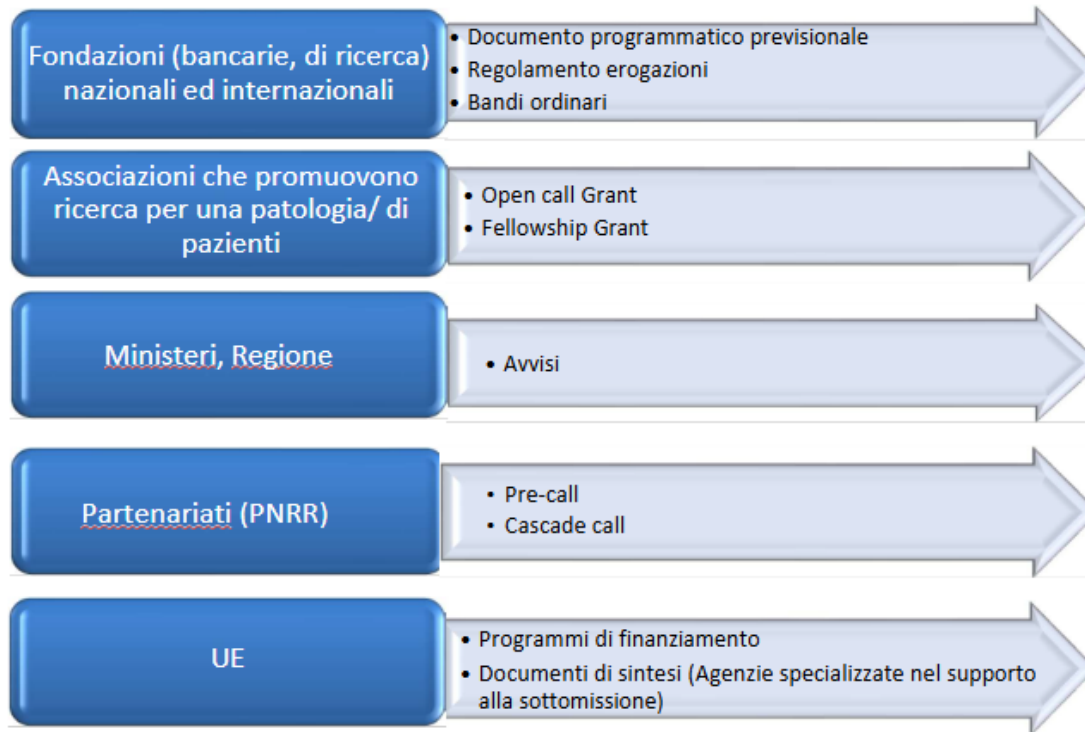 Fondazioni (bancarie, di ricerca)
nazionali ed internazionali
• Documento programmatico previsionale
• Regolamento erogazioni
• Bandi ordinari
Associazioni che promuovono
ricerca per una patologia/ di
pazienti
• Open call Grant
• Fellowship Grant
Ministeri, Regione
• Avvisi
Partenariati (PNRR)
• Pre-call
• Cascade call
UE
• Programmi di finanziamento
• Documenti di sintesi (Agenzie specializzate nel supporto
alla sottomissione)